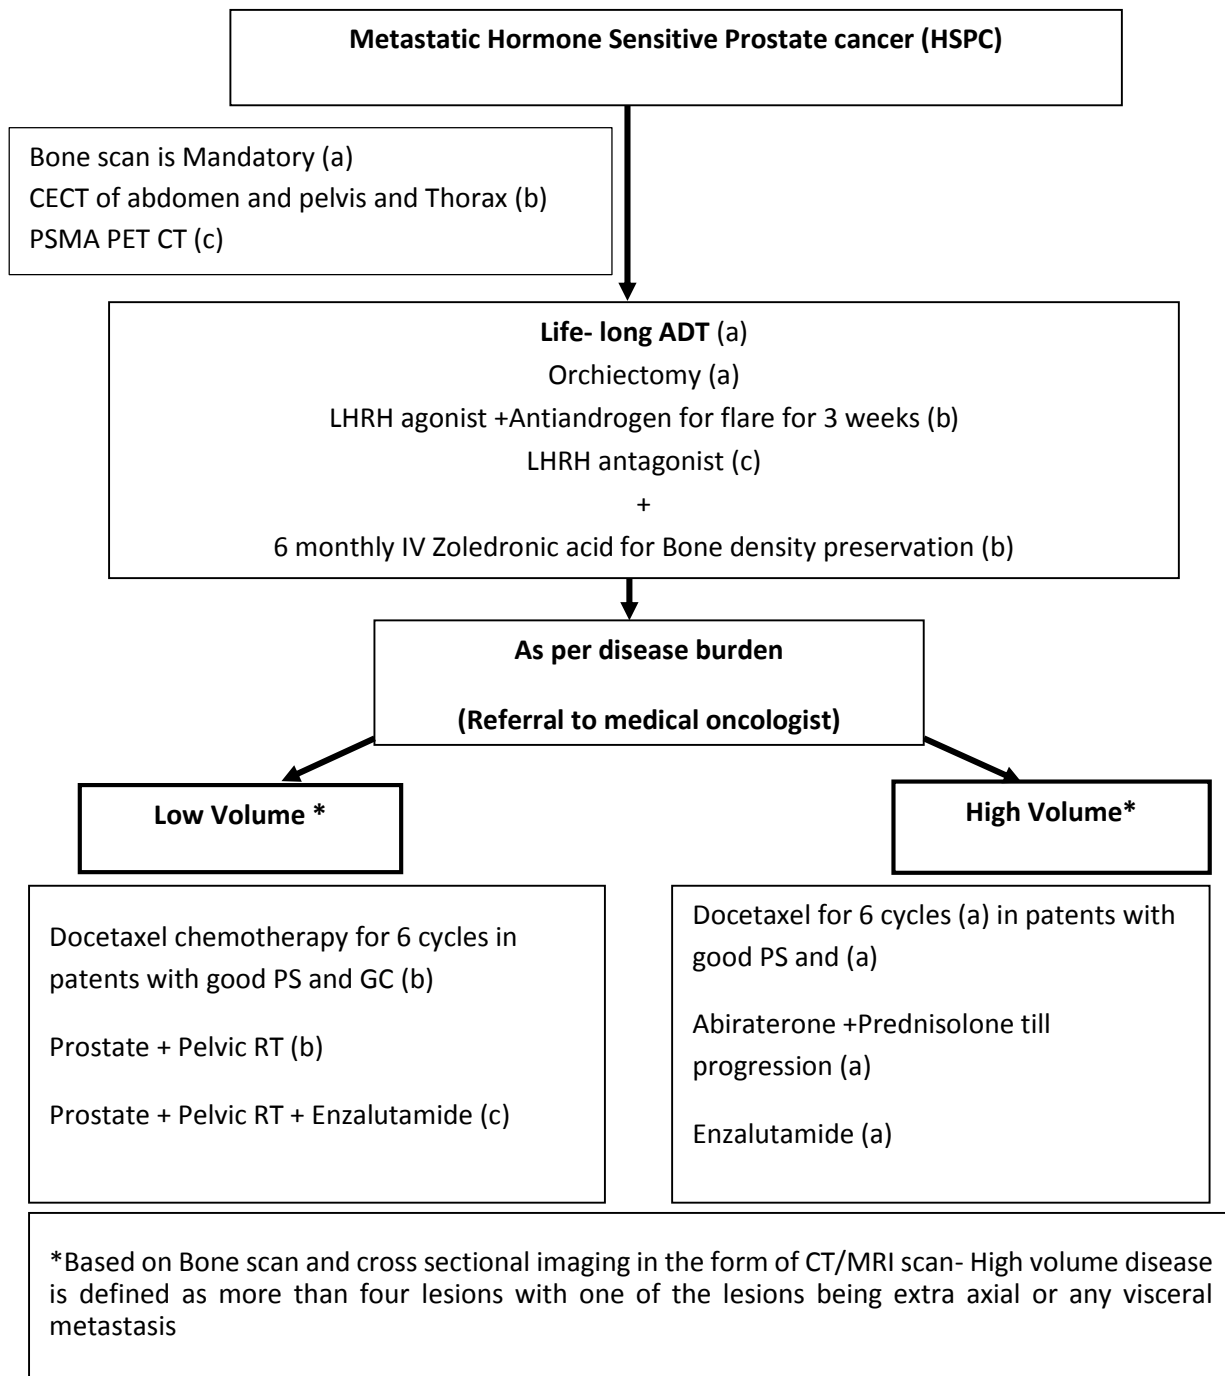 Metastatic Hormone Sensitive Prostate cancer (HSPC)
Bone scan is Mandatory (a)
CECT of abdomen and pelvis and Thorax (b)
PSMA PET CT (c)
Life- long ADT (a)
Orchiectomy (a)
LHRH agonist +Antiandrogen for flare for 3 weeks (b)
LHRH antagonist (c)
+
6 monthly IV Zoledronic acid for Bone density preservation (b)
As per disease burden
(Referral to medical oncologist)
Low Volume *
High Volume*
Docetaxel chemotherapy for 6 cycles in
patents with good PS and GC (b)
Prostate + Pelvic RT (b)
Prostate + Pelvic RT + Enzalutamide (c)
Docetaxel for 6 cycles (a) in patents with
good PS and (a)
Abiraterone +Prednisolone till
progression (a)
Enzalutamide (a)
*Based on Bone scan and cross sectional imaging in the form of CT/MRI scan- High volume disease
is defined as more than four lesions with one of the lesions being extra axial or any visceral
metastasis